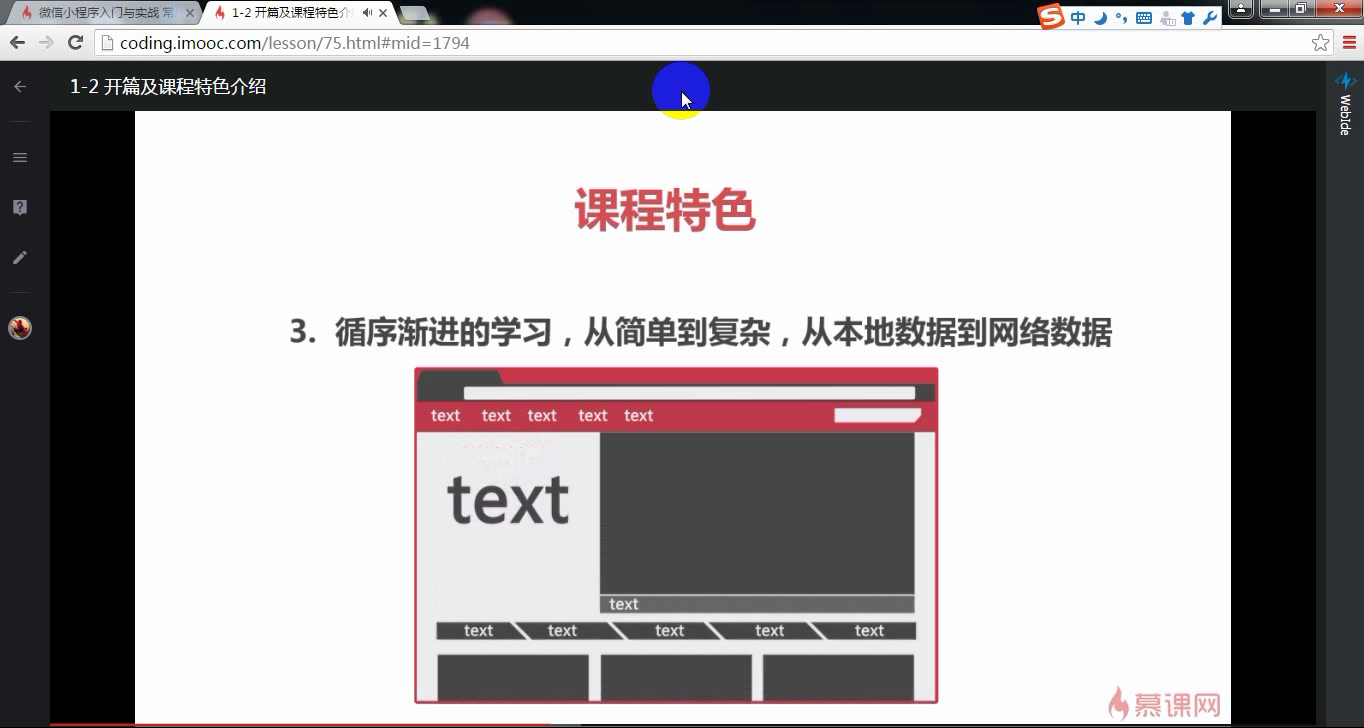 微信小程序入门与实战 常
1-2 开篇及课程特色介
中
coding.imooc.com/lesson/75.html#mid=1794
1-2 开篇及课程特色介绍
WebIde
课程特色
3. 循序渐进的学习，从简单到复杂，从本地数据到网络数据
text text text text text
text
text
text text text text text
慕课网